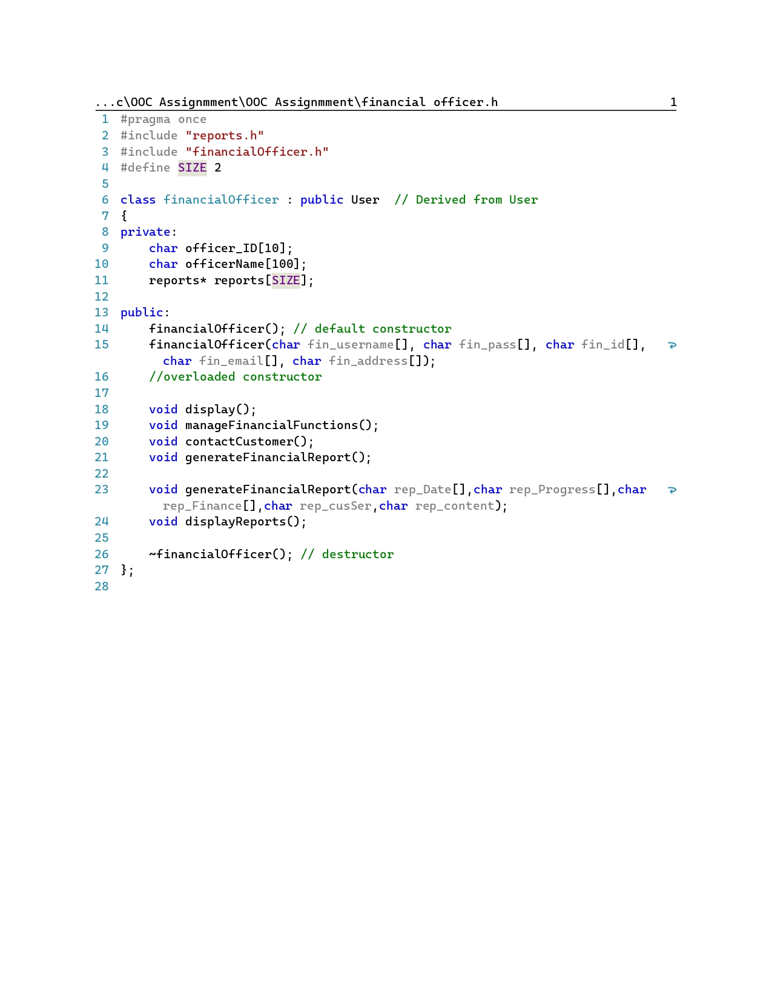 ...c\OOC Assignmment\OOC Assignmment\financial officer.h 1
1 #pragma once
2 #include "reports.h"
3 #include "financialOfficer.h"
4 #define SIZE 2
5
6 class financialOfficer : public User  // Derived from User
7 {
8 private:
9     char officer_ID[10];
10     char officerName[100];
11     reports* reports[SIZE];
12
13 public:
14     financialOfficer(); // default constructor
15     financialOfficer(char fin_username[], char fin_pass[], char fin_id[],
char fin_email[], char fin_address[]);
16     //overloaded constructor
17
18     void display();
19     void manageFinancialFunctions();
20     void contactCustomer();
21     void generateFinancialReport();
22
23     void generateFinancialReport(char rep_Date[],char rep_Progress[],char
rep_Finance[],char rep_cusSer,char rep_content);
24     void displayReports();
25
26     ~financialOfficer(); // destructor
27 };
28